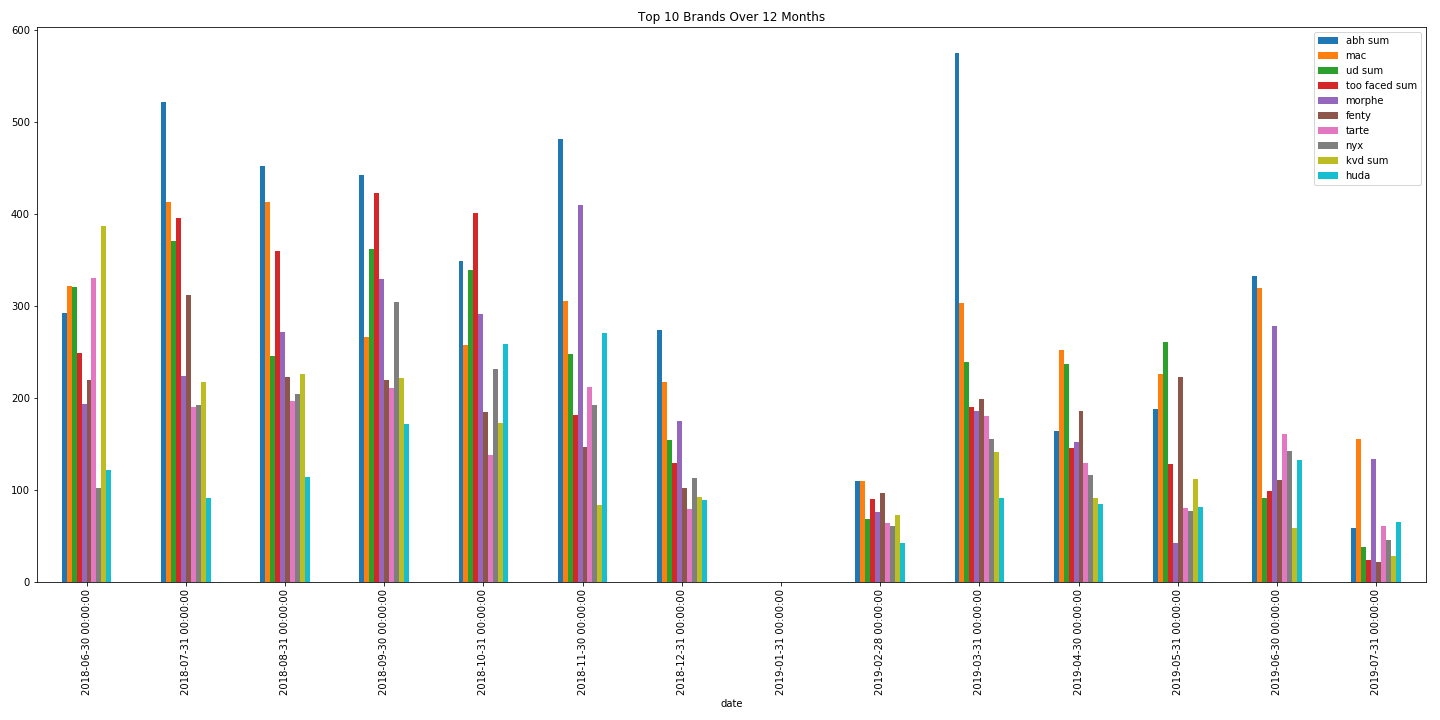 Top 10 Brands Over 12 Months
600
500
400
300
200
100
0
abh sum
mac
ud sum
too faced sum
morphe
fenty
tarte
nyx
kvd sum
huda
2018-06-30 00:00:00
2018-07-31 00:00:00
2018-08-31 00:00:00
2018-09-30 00:00:00
2018-10-31 00:00:00
2018-11-30 00:00:00
2018-12-31 00:00:00
2019-01-31 00:00:00
2019-02-28 00:00:00
2019-03-31 00:00:00
2019-04-30 00:00:00
2019-05-31 00:00:00
2019-06-30 00:00:00
2019-07-31 00:00:00
date